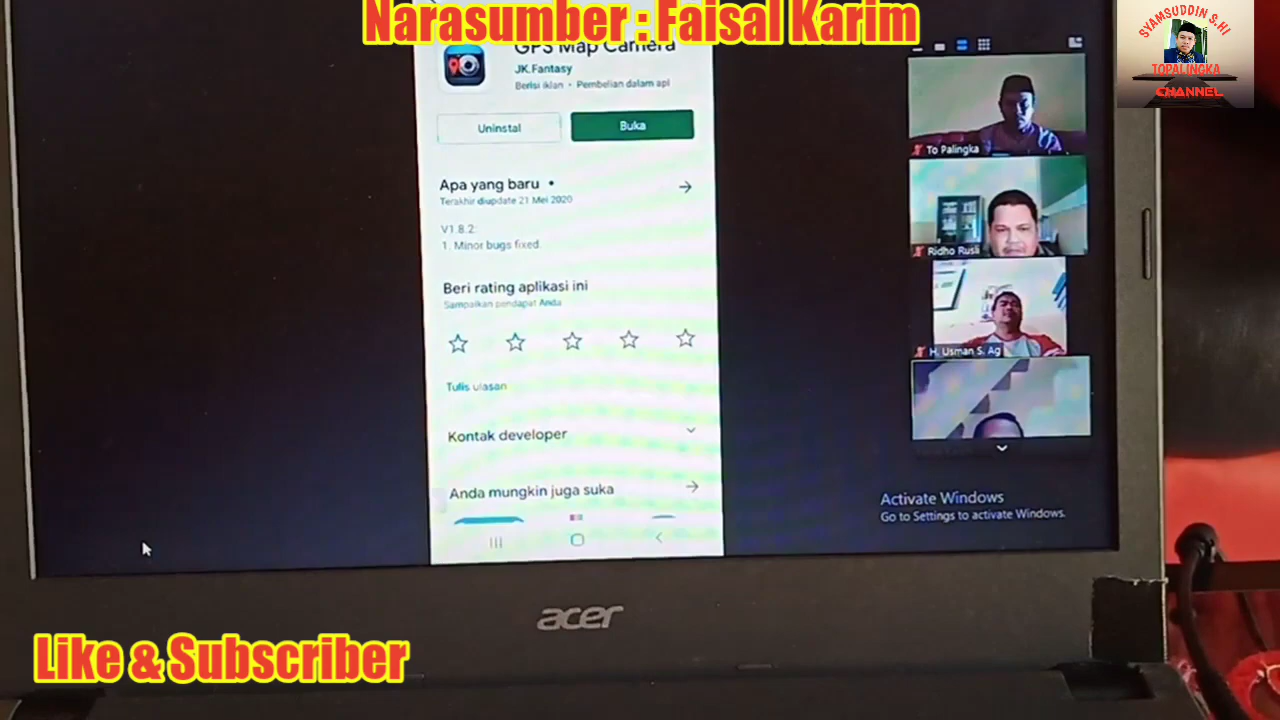 Narasumber : Faisal Karim
SYAMSUDDIN S.HI
TOPALINGKA
CHANNEL
GPS Map Camera
JK.Fantasy
Berisi iklan • Pembelian dalam apl
Uninstal
Buka
Apa yang baru •
Terakhir diupdate 21 Mei 2020
V1.8.2:
1. Minor bugs fixed.
Beri rating aplikasi ini
Sampaikan pendapat Anda
Tulis ulasan
Kontak developer
Anda mungkin juga suka
To Palingka
Ridho Rusli
H. Usman S. Ag
Activate Windows
Go to Settings to activate Windows.
acer
Like & Subscriber